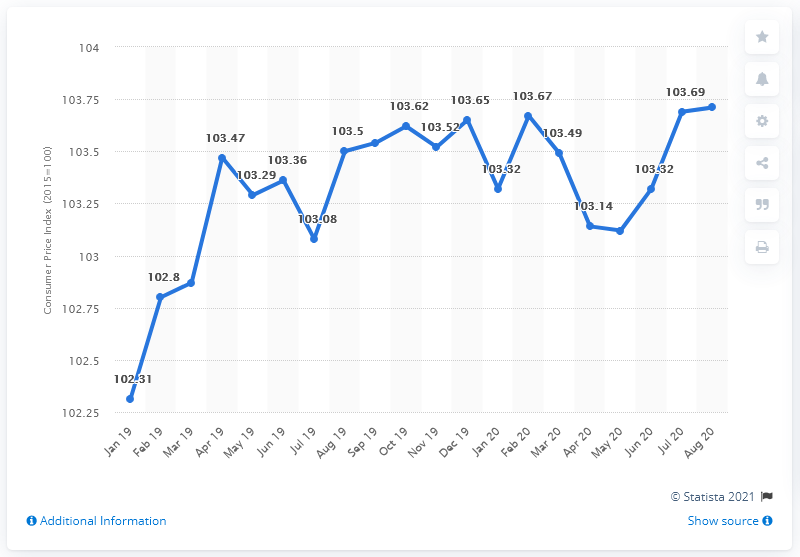 104
103.75
103.5
103.25
103
102.75
102.5
102.25
Consumer Price Index (2015=100)
102.31
102.8
103.47
103.29
103.36
103.08
103.5
103.62
103.52
103.65
103.32
103.67
103.49
103.14
103.32
103.69
Jan 19
Feb 19
Mar 19
Apr 19
May 19
Jun 19
Jul 19
Aug 19
Sep 19
Oct 19
Nov 19
Dec 19
Jan 20
Feb 20
Mar 20
Apr 20
May 20
Jun 20
Jul 20
Aug 20
© Statista 2021
Additional Information
Show source